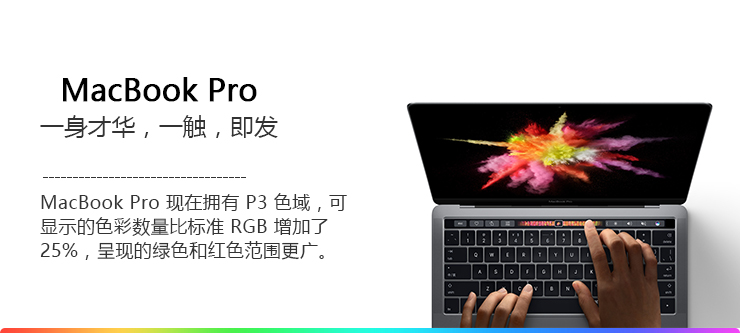 MacBook Pro
一身才华，一触，即发
MacBook Pro 现在拥有 P3 色域，可
显示的色彩数量比标准 RGB 增加了
25%，呈现的绿色和红色范围更广。